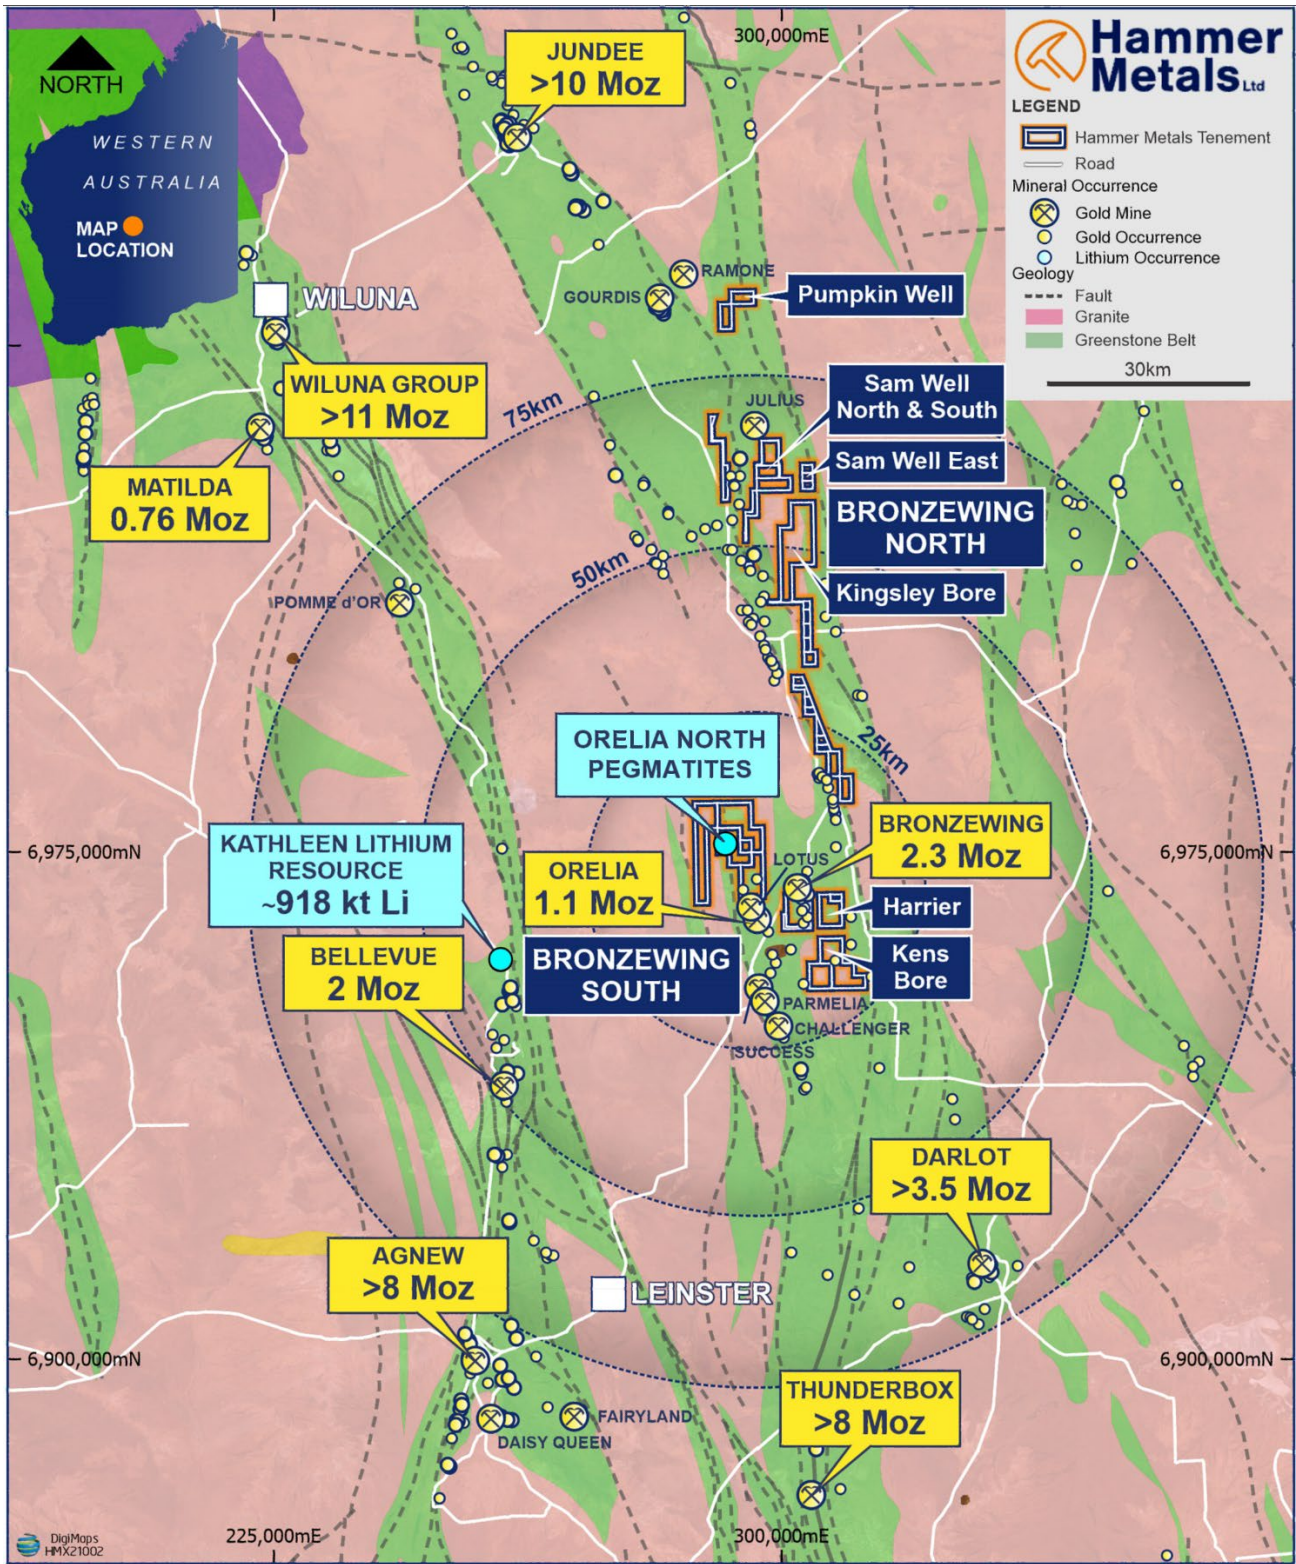 300,000mE
NORTH
WESTERN
AUSTRALIA
MAP
LOCATION
Hammer
Metals Ltd
LEGEND
Hammer Metals Tenement
Road
Mineral Occurrence
Gold Mine
Gold Occurrence
Lithium Occurrence
Geology
Fault
Granite
Greenstone Belt
30km
JUNDEE
>10 Moz
RAMONE
GOURDIS
Pumpkin Well
WILUNA
WILUNA GROUP
>11 Moz
MATILDA
0.76 Moz
75km
JULIUS
Sam Well
North & South
Sam Well East
BRONZEWING
NORTH
50km
Kingsley Bore
POMME d'OR
25km
ORELIA NORTH
PEGMATITES
6,975,000mN
6,975,000mN
KATHLEEN LITHIUM
RESOURCE
~918 kt Li
BRONZEWING
2.3 Moz
LOTUS
ORELIA
1.1 Moz
Harrier
BELLEVUE
2 Moz
BRONZEWING
SOUTH
Kens
Bore
PARMELIA
CHALLENGER
SUCCESS
DARLOT
>3.5 Moz
AGNEW
>8 Moz
LEINSTER
6,900,000mN
6,900,000mN
THUNDERBOX
>8 Moz
FAIRYLAND
DAISY QUEEN
DigiMaps
HMX21002
225,000mE
300,000mE